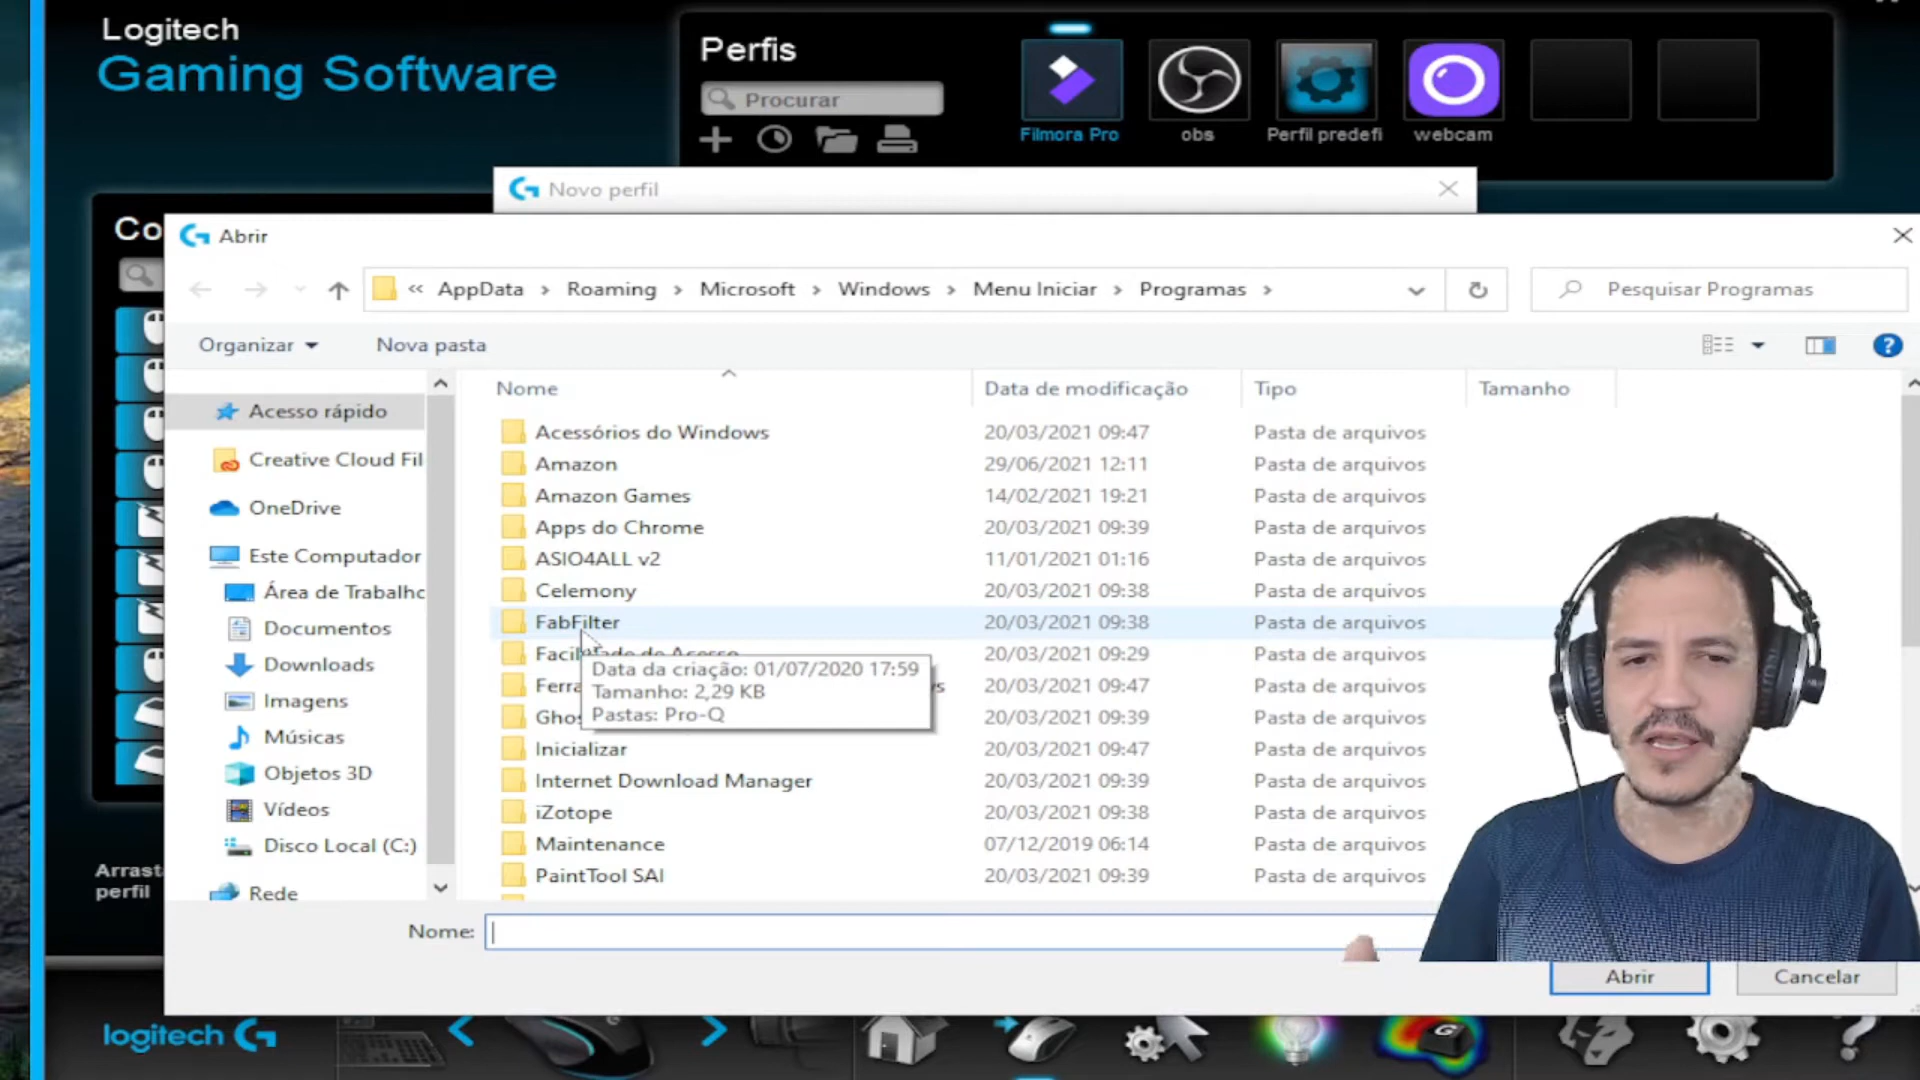 Logitech
Gaming Software
Perfis
Procurar
Filmora Pro
obs
Perfil predefi
webcam
Novo perfil
Co
Abrir
« AppData › Roaming › Microsoft › Windows › Menu Iniciar › Programas ›
Pesquisar Programas
Organizar
Nova pasta
Nome
Data de modificação
Tipo
Tamanho
Acesso rápido
Creative Cloud Fil
OneDrive
Este Computador
Área de Trabalho
Documentos
Downloads
Imagens
Músicas
Objetos 3D
Vídeos
Disco Local (C:)
Rede
Acessórios do Windows 20/03/2021 09:47 Pasta de arquivos
Amazon 29/06/2021 12:11 Pasta de arquivos
Amazon Games 14/02/2021 19:21 Pasta de arquivos
Apps do Chrome 20/03/2021 09:39 Pasta de arquivos
ASIO4ALL v2 11/01/2021 01:16 Pasta de arquivos
Celemony 20/03/2021 09:38 Pasta de arquivos
FabFilter 20/03/2021 09:38 Pasta de arquivos
Facilidade de Acesso 20/03/2021 09:29 Pasta de arquivos
Ferra 20/03/2021 09:47 Pasta de arquivos
Ghos 20/03/2021 09:39 Pasta de arquivos
Inicializar 20/03/2021 09:47 Pasta de arquivos
Internet Download Manager 20/03/2021 09:39 Pasta de arquivos
iZotope 20/03/2021 09:38 Pasta de arquivos
Maintenance 07/12/2019 06:14 Pasta de arquivos
PaintTool SAI 20/03/2021 09:39 Pasta de arquivos
Data da criação: 01/07/2020 17:59
Tamanho: 2,29 KB
Pastas: Pro-Q
Arrast
perfil
Nome:
Abrir
Cancelar
logitech G